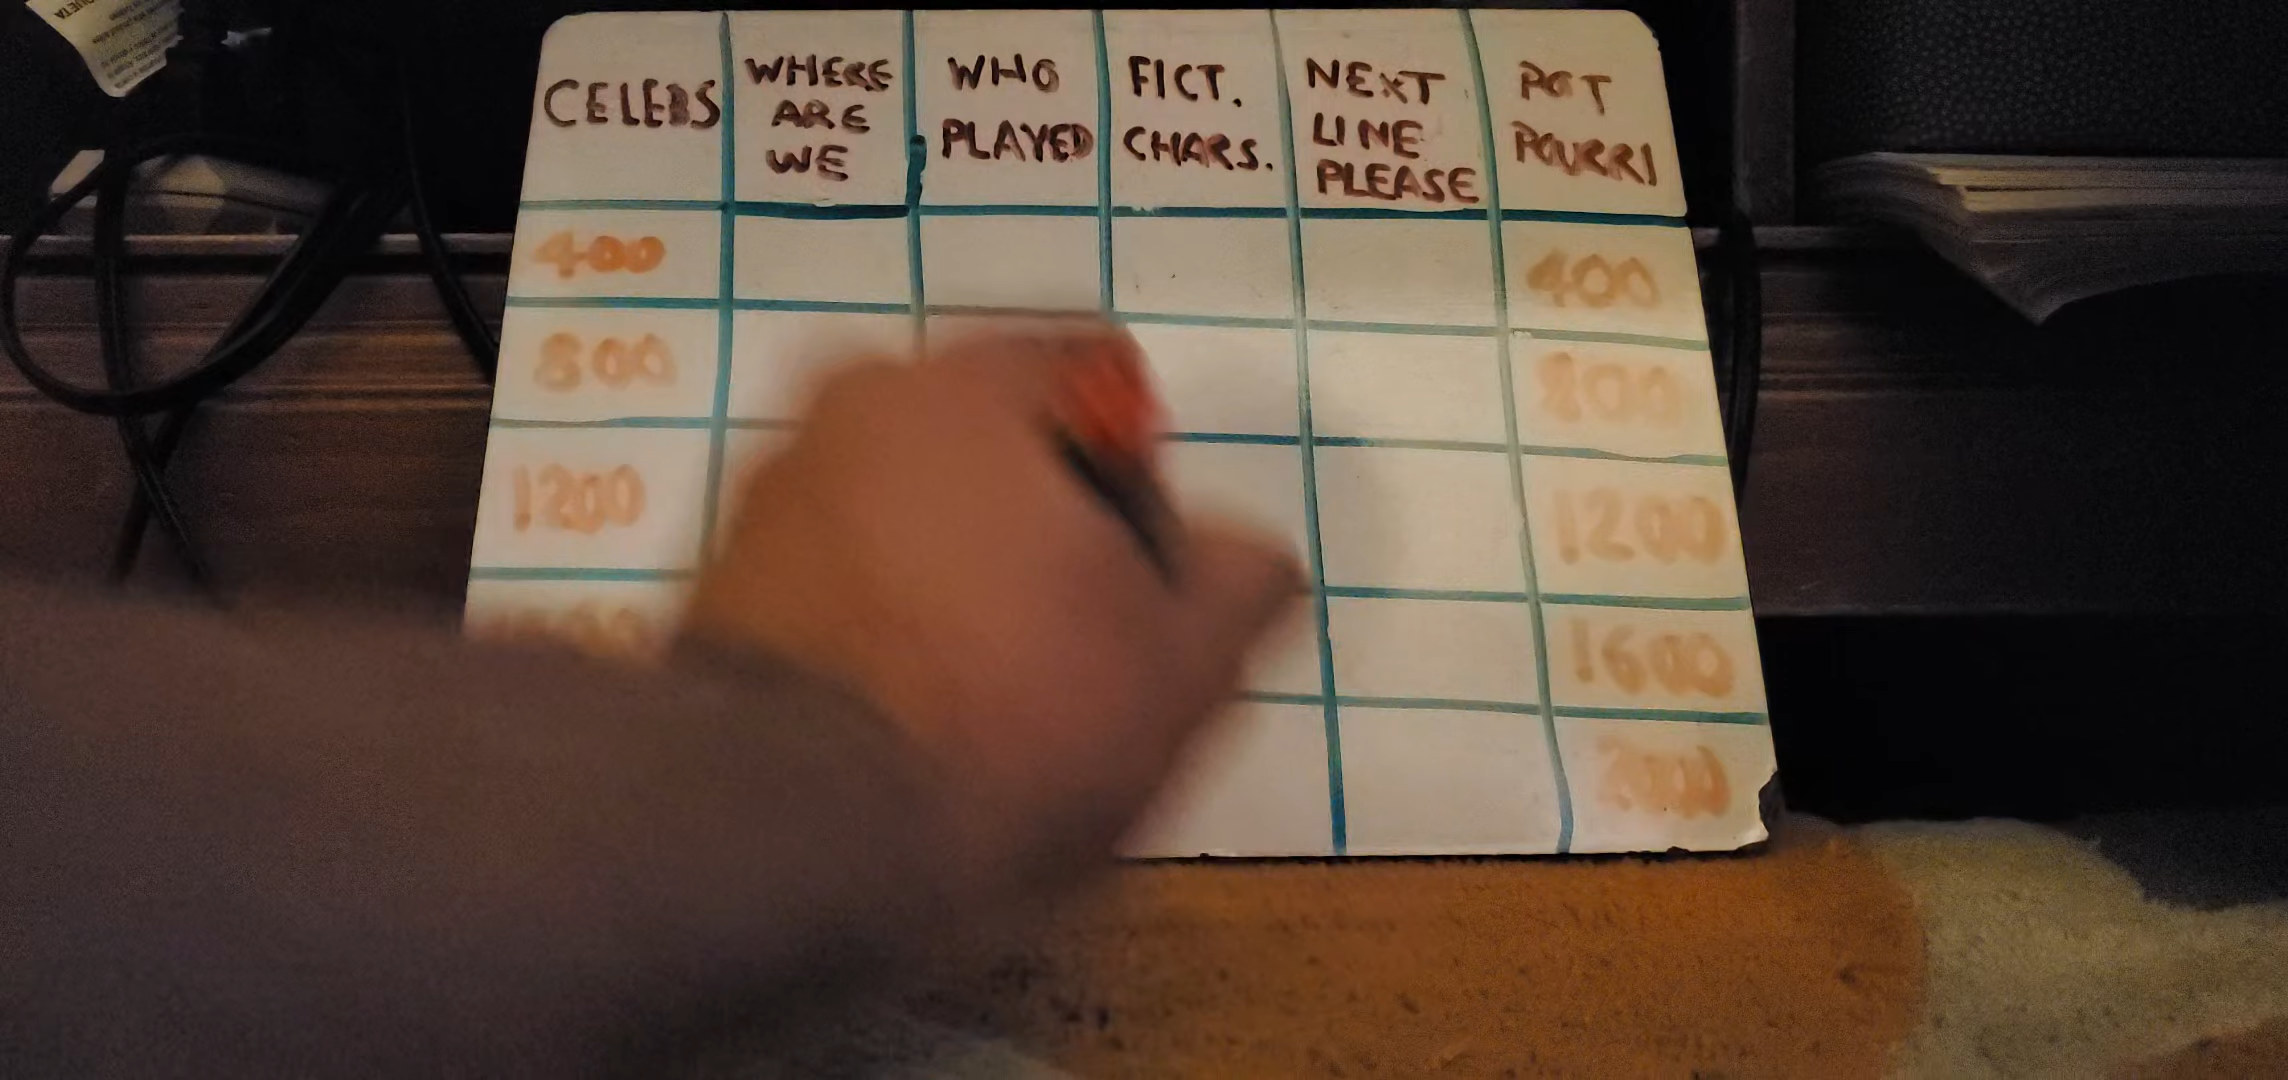 CELEBS
WHERE
ARE
WE
WHO
PLAYED
FICT.
CHARS.
NEXT
LINE
PLEASE
POT
POURRI
400
400
800
800
1200
1200
1600
2000